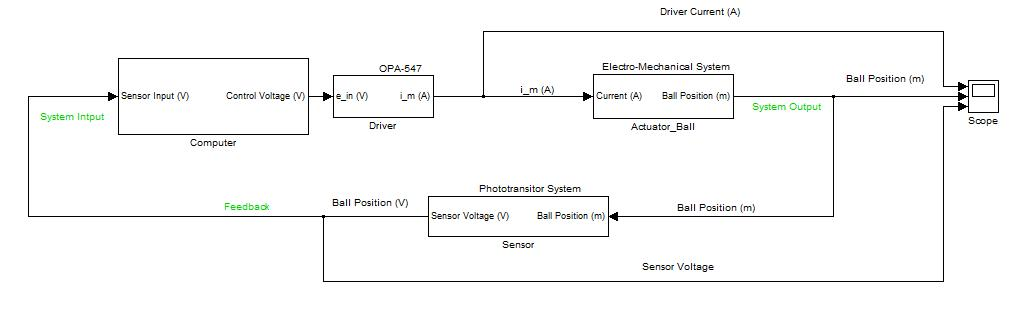 Driver Current (A)
OPA-547
Electro-Mechanical System
Ball Position (m)
Sensor Input (V)
Control Voltage (V)
e_in (V)
i_m (A)
i_m (A)
Current (A)
Ball Position (m)
System Intput
System Output
Scope
Computer
Driver
Actuator_Ball
Phototransitor System
Feedback
Ball Position (V)
Sensor Voltage (V)
Ball Position (m)
Ball Position (m)
Sensor
Sensor Voltage